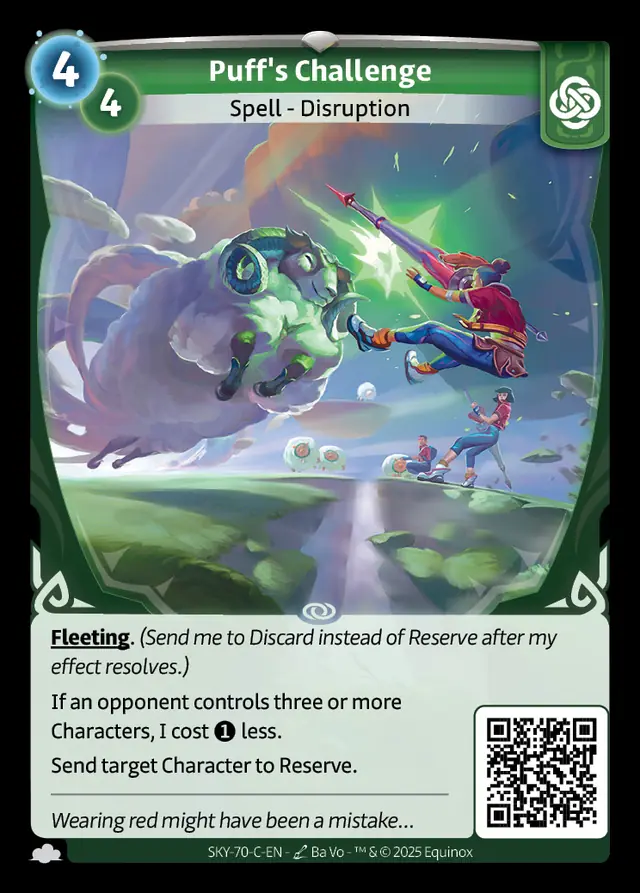 4
Puff's Challenge
4
Spell - Disruption
Fleeting. (Send me to Discard instead of Reserve after my
effect resolves.)
If an opponent controls three or more
Characters, I cost 1 less.
Send target Character to Reserve.
Wearing red might have been a mistake...
SKY-70-C-EN - Ba Vo - ™ & © 2025 Equinox